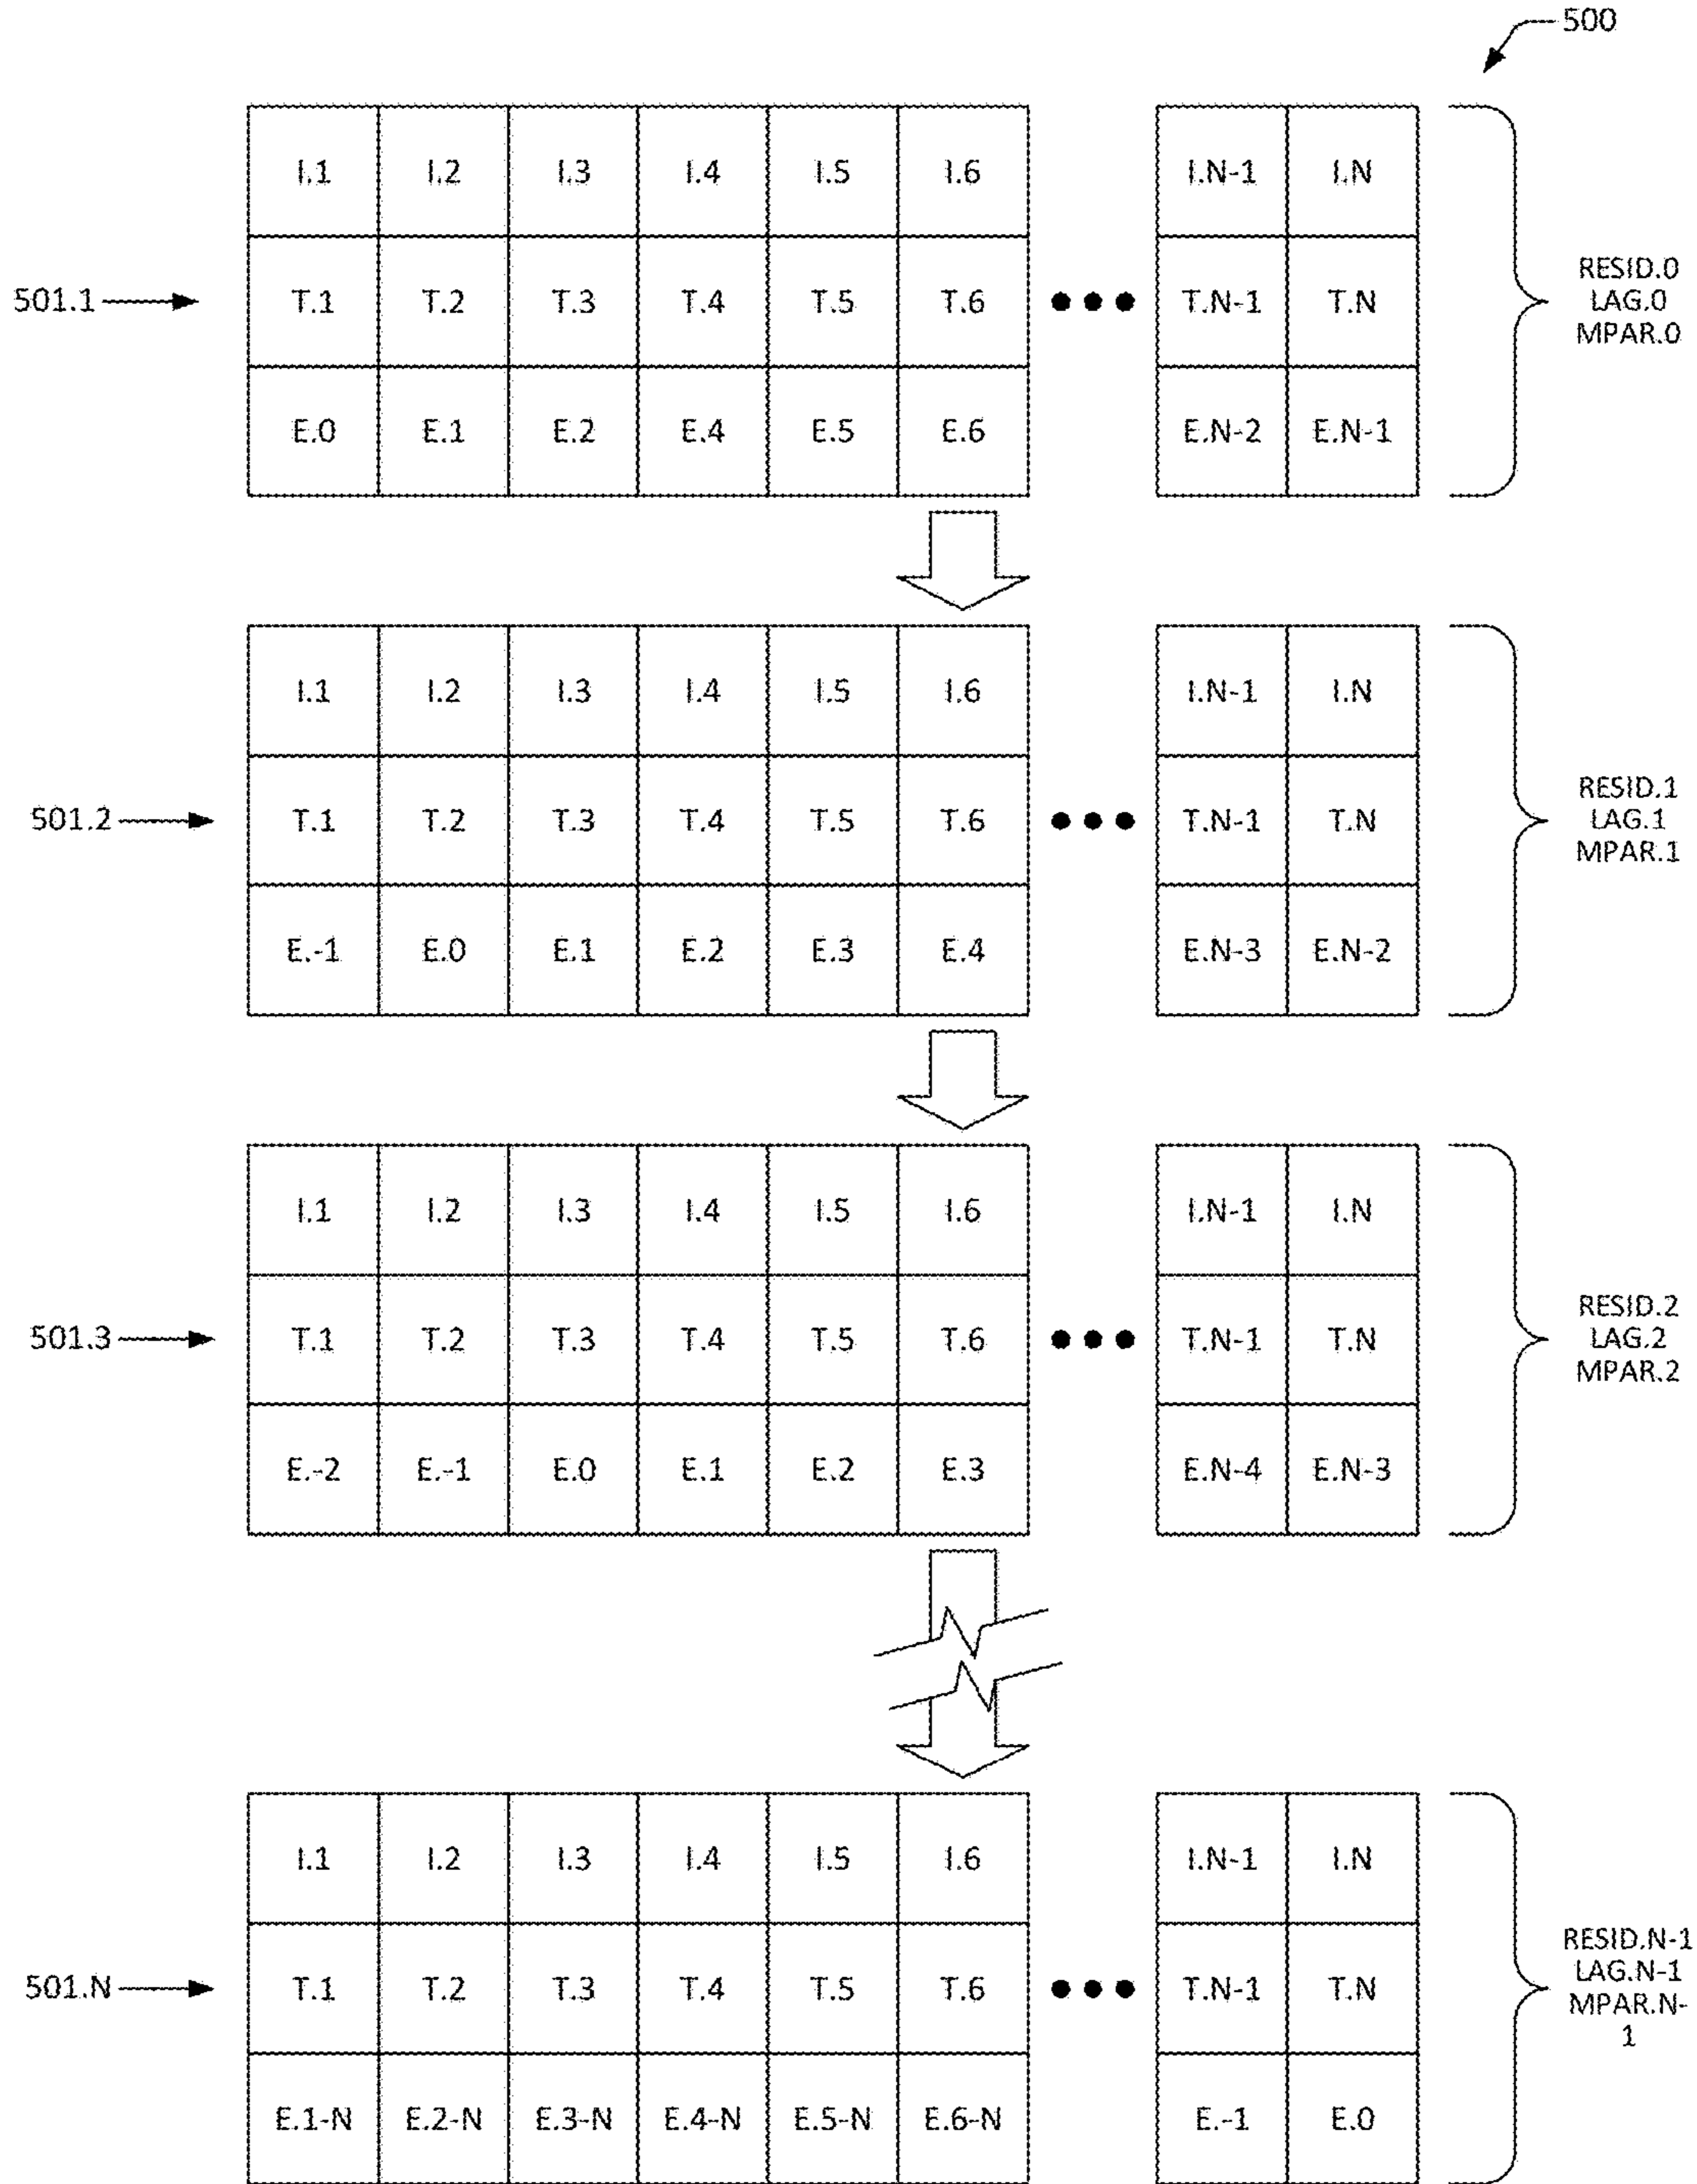 500
I.1 I.2 I.3 I.4 I.5 I.6 I.N-1 I.N
501.1 T.1 T.2 T.3 T.4 T.5 T.6 T.N-1 T.N
E.0 E.1 E.2 E.4 E.5 E.6 E.N-2 E.N-1
RESID.0
LAG.0
MPAR.0
I.1 I.2 I.3 I.4 I.5 I.6 I.N-1 I.N
501.2 T.1 T.2 T.3 T.4 T.5 T.6 T.N-1 T.N
E.-1 E.0 E.1 E.2 E.3 E.4 E.N-3 E.N-2
RESID.1
LAG.1
MPAR.1
I.1 I.2 I.3 I.4 I.5 I.6 I.N-1 I.N
501.3 T.1 T.2 T.3 T.4 T.5 T.6 T.N-1 T.N
E.-2 E.-1 E.0 E.1 E.2 E.3 E.N-4 E.N-3
RESID.2
LAG.2
MPAR.2
I.1 I.2 I.3 I.4 I.5 I.6 I.N-1 I.N
501.N T.1 T.2 T.3 T.4 T.5 T.6 T.N-1 T.N
E.1-N E.2-N E.3-N E.4-N E.5-N E.6-N E.-1 E.0
RESID.N-1
LAG.N-1
MPAR.N-
1